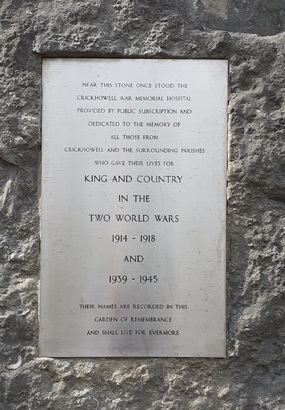 NEAR THIS STONE ONCE STOOD THE
CRICKHOWELL WAR MEMORIAL HOSPITAL
PROVIDED BY PUBLIC SUBSCRIPTION AND
DEDICATED TO THE MEMORY OF
ALL THOSE FROM
CRICKHOWELL AND THE SURROUNDING PARISHES
WHO GAVE THEIR LIVES FOR
KING AND COUNTRY
IN THE
TWO WORLD WARS
1914 - 1918
AND
1939 - 1945
THEIR NAMES ARE RECORDED IN THIS
GARDEN OF REMEMBRANCE
AND SHALL LIVE FOR EVERMORE